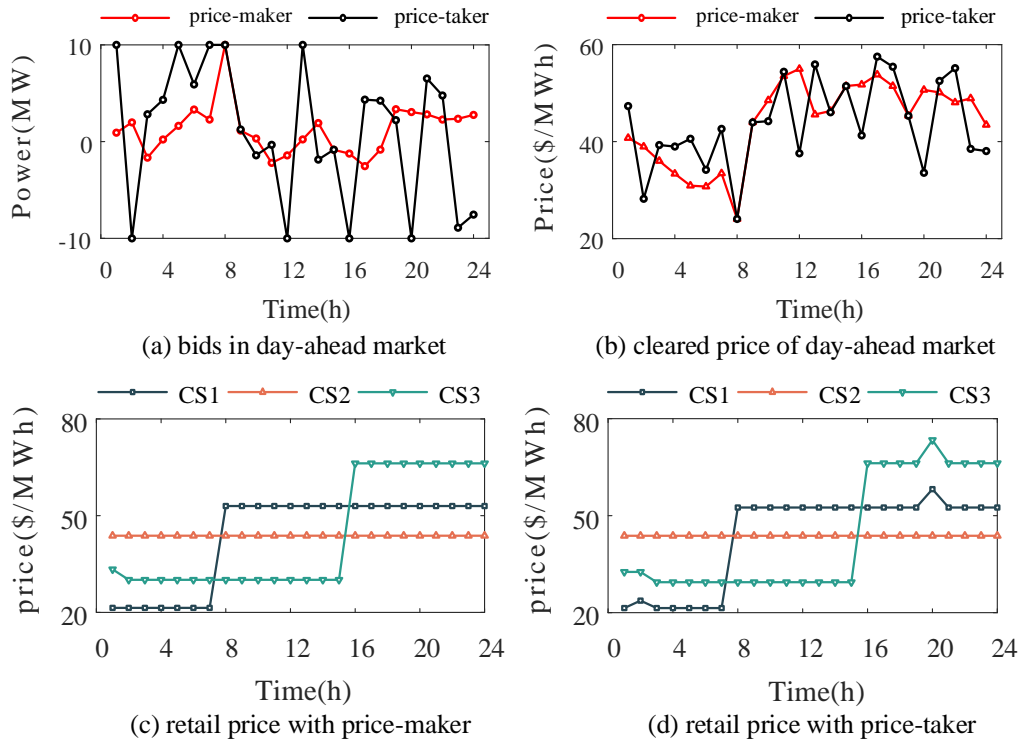 price-maker price-taker
Power(MW)
10
0
-10
0 4 8 12 16 20 24
Time(h)
(a) bids in day-ahead market
price-maker price-taker
Price($/MWh)
60
40
20
0 4 8 12 16 20 24
Time(h)
(b) cleared price of day-ahead market
CS1 CS2 CS3
price($/MWh)
80
50
20
0 4 8 12 16 20 24
Time(h)
(c) retail price with price-maker
CS1 CS2 CS3
price($/MWh)
80
50
20
0 4 8 12 16 20 24
Time(h)
(d) retail price with price-taker